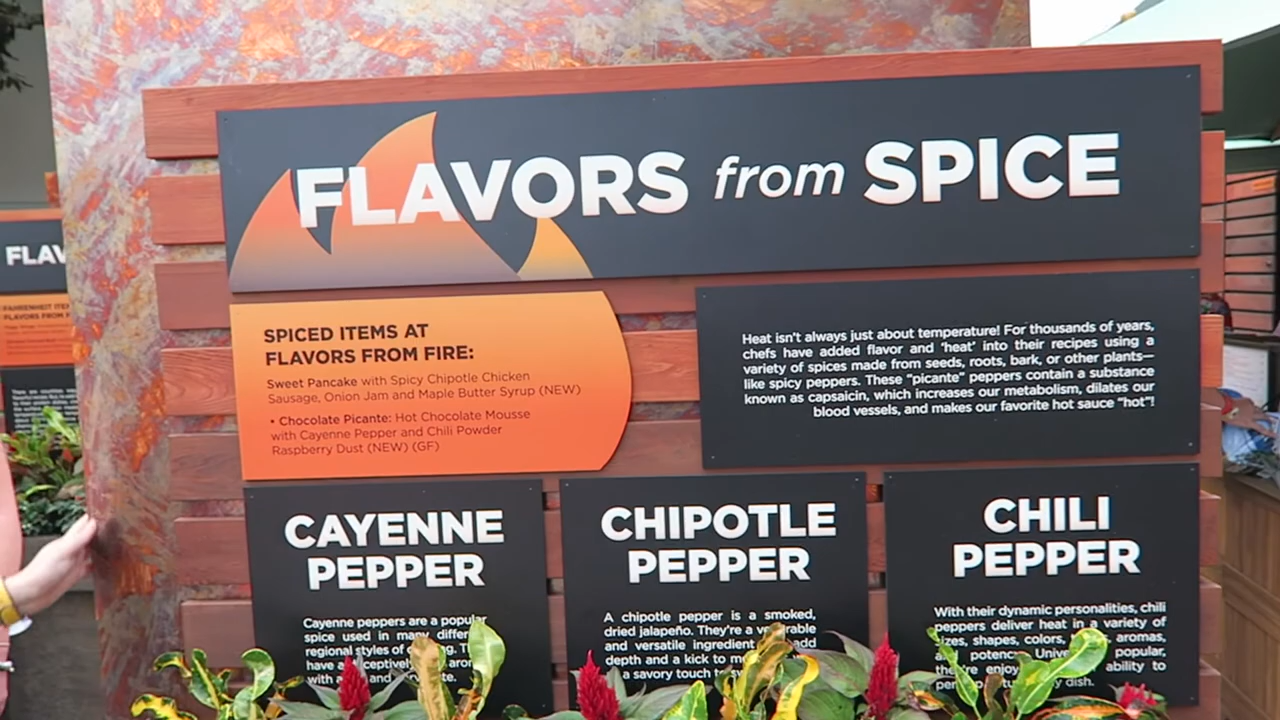 FLAVORS from SPICE
SPICED ITEMS AT
FLAVORS FROM FIRE:
Sweet Pancake with Spicy Chipotle Chicken
Sausage, Onion Jam and Maple Butter Syrup (NEW)
• Chocolate Picante: Hot Chocolate Mousse
with Cayenne Pepper and Chili Powder
Raspberry Dust (NEW) (GF)
Heat isn't always just about temperature! For thousands of years,
chefs have added flavor and 'heat' into their recipes using a
variety of spices made from seeds, roots, bark, or other plants—
like spicy peppers. These "picante" peppers contain a substance
known as capsaicin, which increases our metabolism, dilates our
blood vessels, and makes our favorite hot sauce "hot"!
CAYENNE
PEPPER
Cayenne peppers are a popular
spice used in many
regional styles of
have a
with a and
CHIPOTLE
PEPPER
A chipotle pepper is a smoked,
dried jalapeño. They're a
and versatile ingredient add
depth and a kick to
a savory touch
CHILI
PEPPER
With their dynamic personalities, chili
peppers deliver heat in a variety of
sizes, shapes, colors, aromas,
popular,
ability to
dish.
FLAV